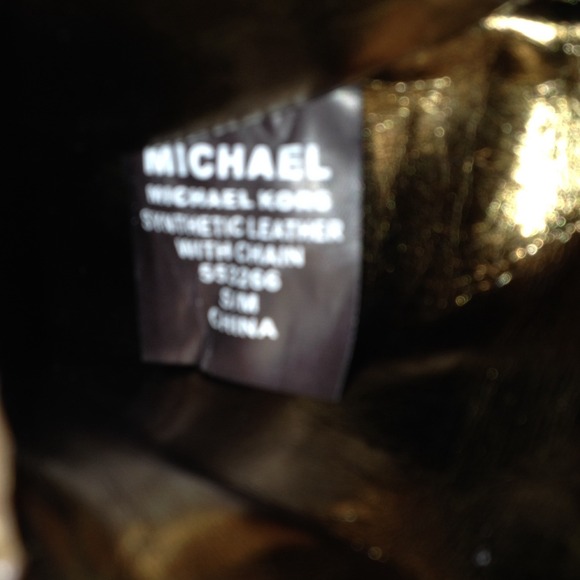 MICHAEL
MICHAEL KORS
SYNTHETIC LEATHER
WITH CHAIN
S/M
CHINA